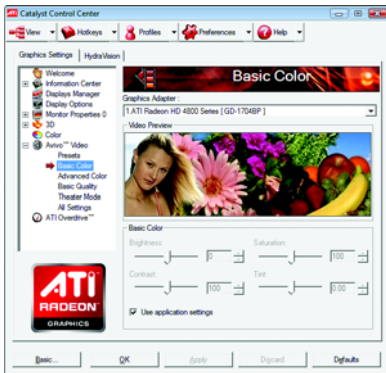 ATI Catalyst Control Center
View Hotkeys Profiles Preferences Help
Graphics Settings HydraVision
Welcome
Information Center
Displays Manager
Display Options
Monitor Properties 0
3D
Color
Avivo™ Video
Presets
Basic Color
Advanced Color
Basic Quality
Theater Mode
All Settings
ATI Overdrive™
ATI
RADEON
GRAPHICS
Basic Color
Graphics Adapter :
1.ATI Radeon HD 4800 Series [ GD-1704BP ]
Video Preview
Basic Color
Brightness: 0
Saturation: 100
Contrast: 100
Tint: 0.00
Use application settings
Basic... OK Apply Discard Defaults